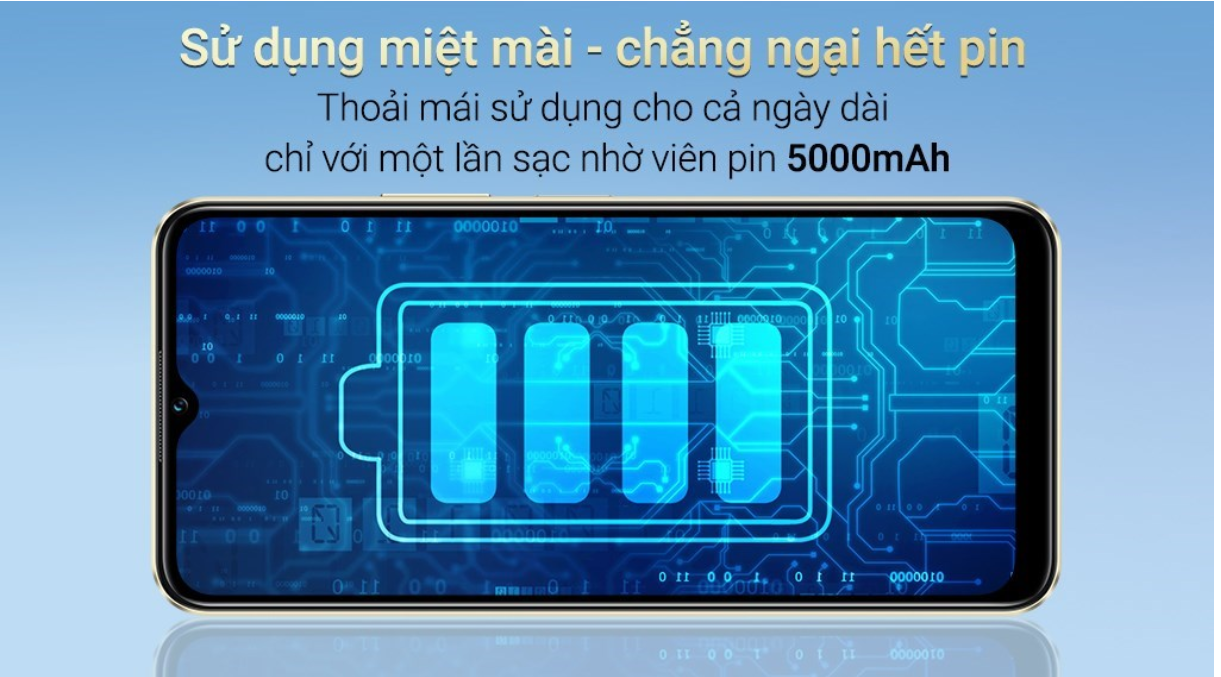 Sử dụng miệt mài - chẳng ngại hết pin
Thoải mái sử dụng cho cả ngày dài
chỉ với một lần sạc nhờ viên pin 5000mAh